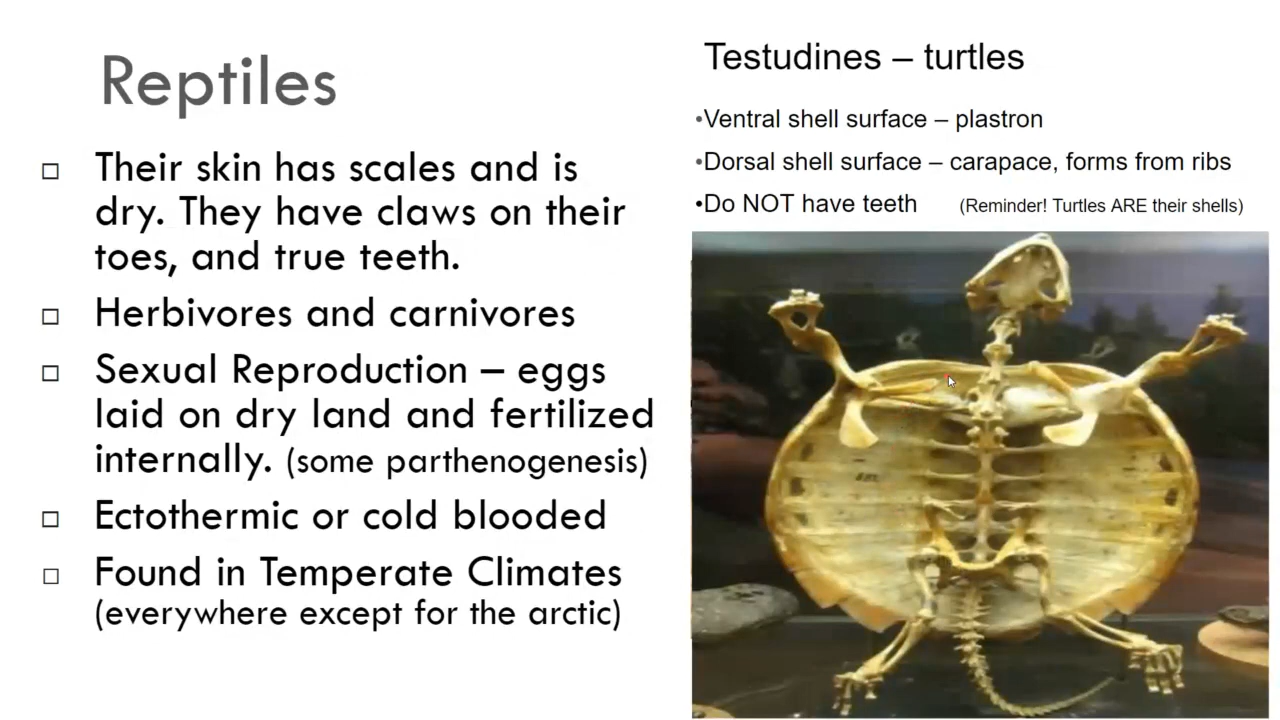 Reptiles
□ Their skin has scales and is
dry. They have claws on their
toes, and true teeth.
□ Herbivores and carnivores
□ Sexual Reproduction – eggs
laid on dry land and fertilized
internally. (some parthenogenesis)
□ Ectothermic or cold blooded
□ Found in Temperate Climates
(everywhere except for the arctic)
Testudines – turtles
•Ventral shell surface – plastron
•Dorsal shell surface – carapace, forms from ribs
•Do NOT have teeth (Reminder! Turtles ARE their shells)